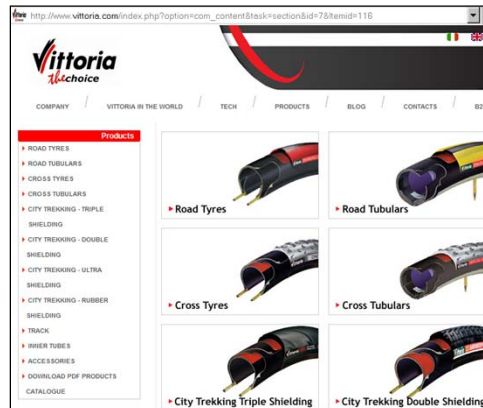 http://www.vittoria.com/index.php?option=com_content&task=section&id=7&Itemid=116
Vittoria
the choice
COMPANY / VITTORIA IN THE WORLD / TECH / PRODUCTS / BLOG / CONTACTS / B2
Products
ROAD TYRES
ROAD TUBULARS
CROSS TYRES
CROSS TUBULARS
CITY TREKKING - TRIPLE
SHIELDING
CITY TREKKING - DOUBLE
SHIELDING
CITY TREKKING - ULTRA
SHIELDING
CITY TREKKING - RUBBER
SHIELDING
TRACK
INNER TUBES
ACCESSORIES
DOWNLOAD PDF PRODUCTS
CATALOGUE
Road Tyres
Road Tubulars
Cross Tyres
Cross Tubulars
City Trekking Triple Shielding
City Trekking Double Shielding